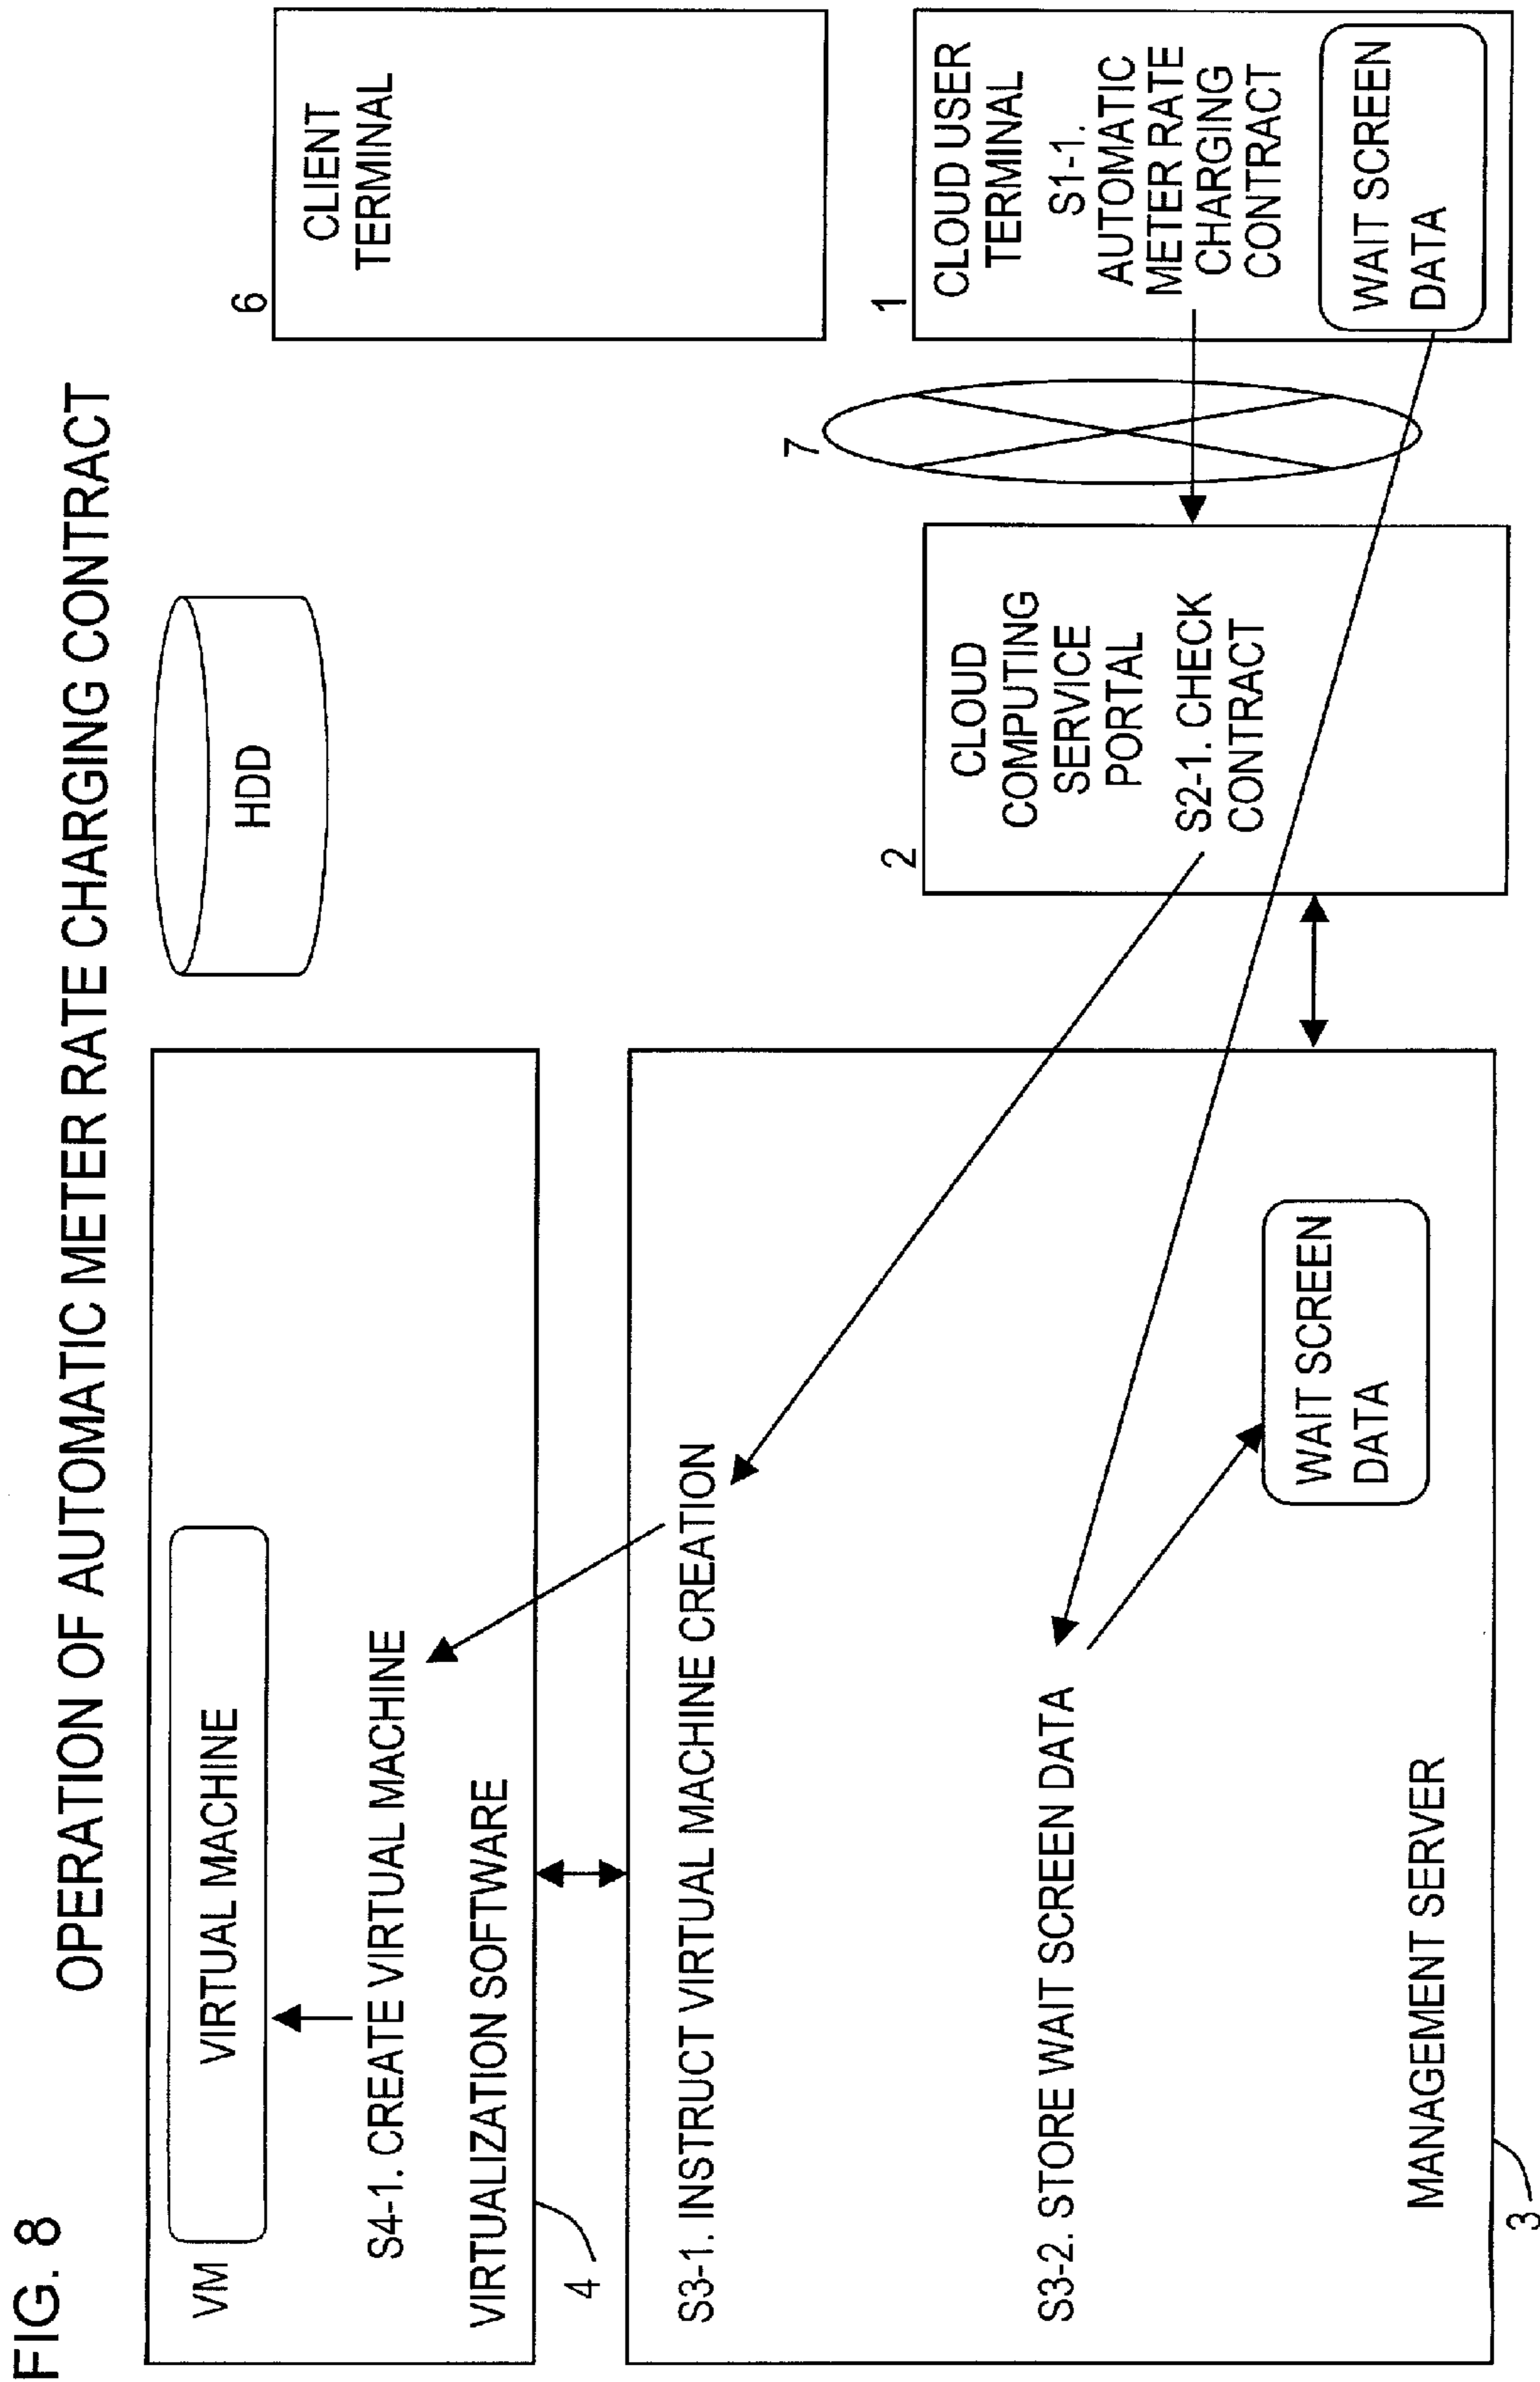 FIG. 8
OPERATION OF AUTOMATIC METER RATE CHARGING CONTRACT
VM
VIRTUAL MACHINE
S4-1. CREATE VIRTUAL MACHINE
VIRTUALIZATION SOFTWARE
4
HDD
6
CLIENT
TERMINAL
S3-1. INSTRUCT VIRTUAL MACHINE CREATION
S3-2. STORE WAIT SCREEN DATA
WAIT SCREEN
DATA
MANAGEMENT SERVER
3
2
CLOUD
COMPUTING
SERVICE
PORTAL
S2-1. CHECK
CONTRACT
7
1
CLOUD USER
TERMINAL
S1-1.
AUTOMATIC
METER RATE
CHARGING
CONTRACT
WAIT SCREEN
DATA